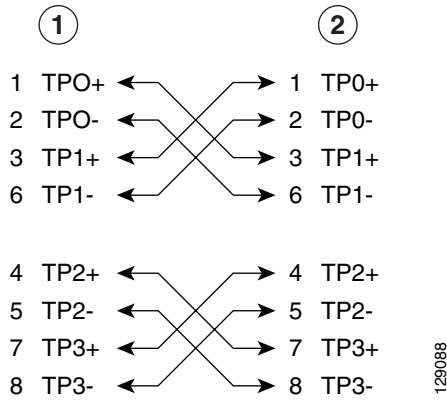 1 2
1 TPO+ 1 TP0+
2 TPO- 2 TP0-
3 TP1+ 3 TP1+
6 TP1- 6 TP1-
4 TP2+ 4 TP2+
5 TP2- 5 TP2-
7 TP3+ 7 TP3+
8 TP3- 8 TP3-
129088